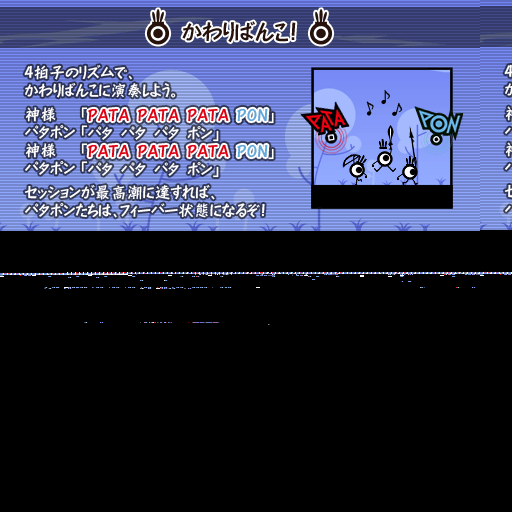 かわりばんこ!
4拍子のリズムで、
かわりばんこに演奏しよう。
神様 「PATA PATA PATA PON」
パタポン 「パタ パタ パタ ポン」
神様 「PATA PATA PATA PON」
パタポン 「パタ パタ パタ ポン」
セッションが最高潮に達すれば、
パタポンたちは、フィーバー状態になるぞ!
PATA
PON